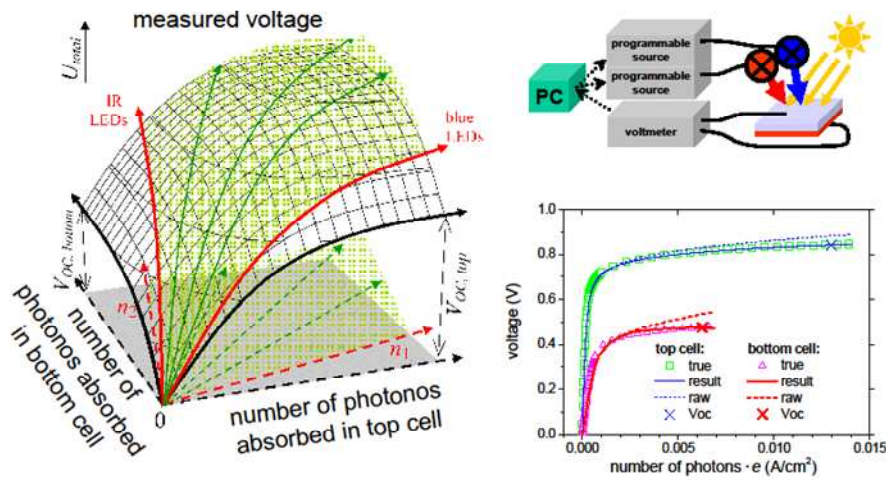 measured voltage
U_total
IR
LEDs
blue
LEDs
V_OC, bottom
V_OC, top
n_2
n_1
0
number of
photonos absorbed
in bottom cell
number of photonos
absorbed in top cell
programmable
source
programmable
source
PC
voltmeter
1.0
0.8
0.6
0.4
0.2
0.0
voltage (V)
top cell:
true
result
raw
Voc
bottom cell:
true
result
raw
Voc
0.000
0.005
0.010
0.015
number of photons · e (A/cm²)